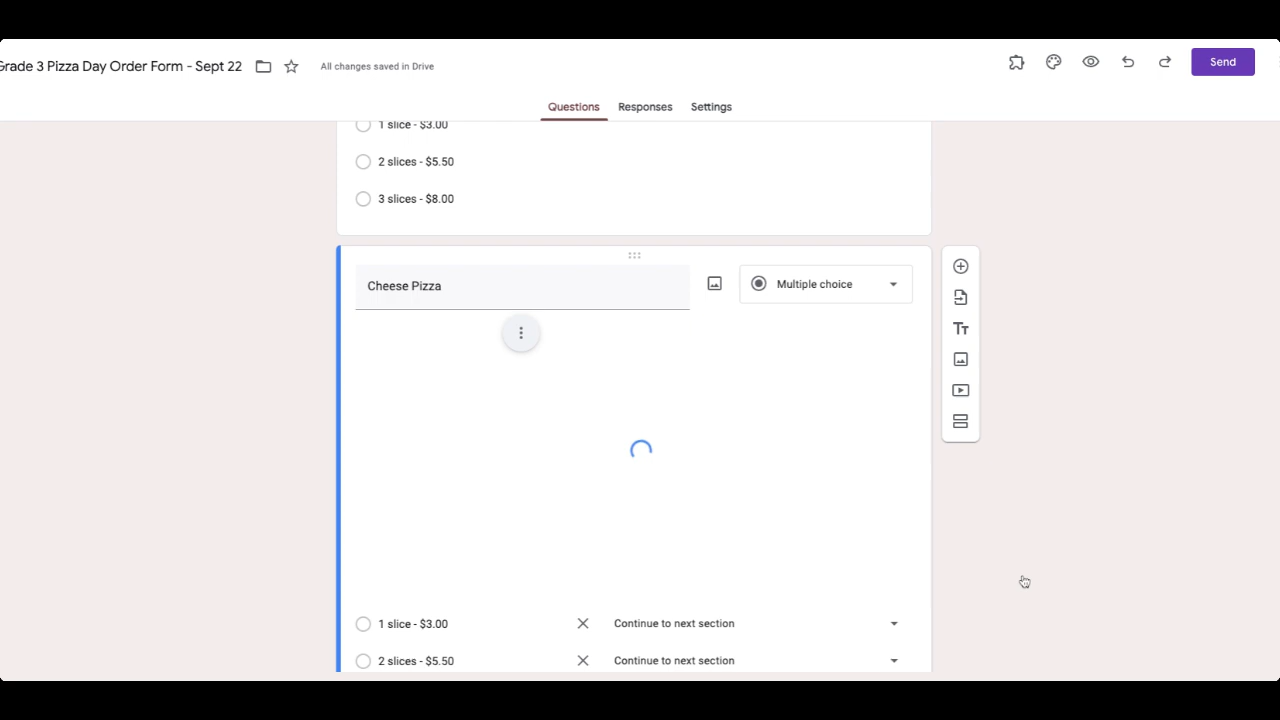 Grade 3 Pizza Day Order Form - Sept 22
All changes saved in Drive
Send
Questions
Responses
Settings
1 slice - $3.00
2 slices - $5.50
3 slices - $8.00
Cheese Pizza
Multiple choice
Tт
1 slice - $3.00
Continue to next section
2 slices - $5.50
Continue to next section